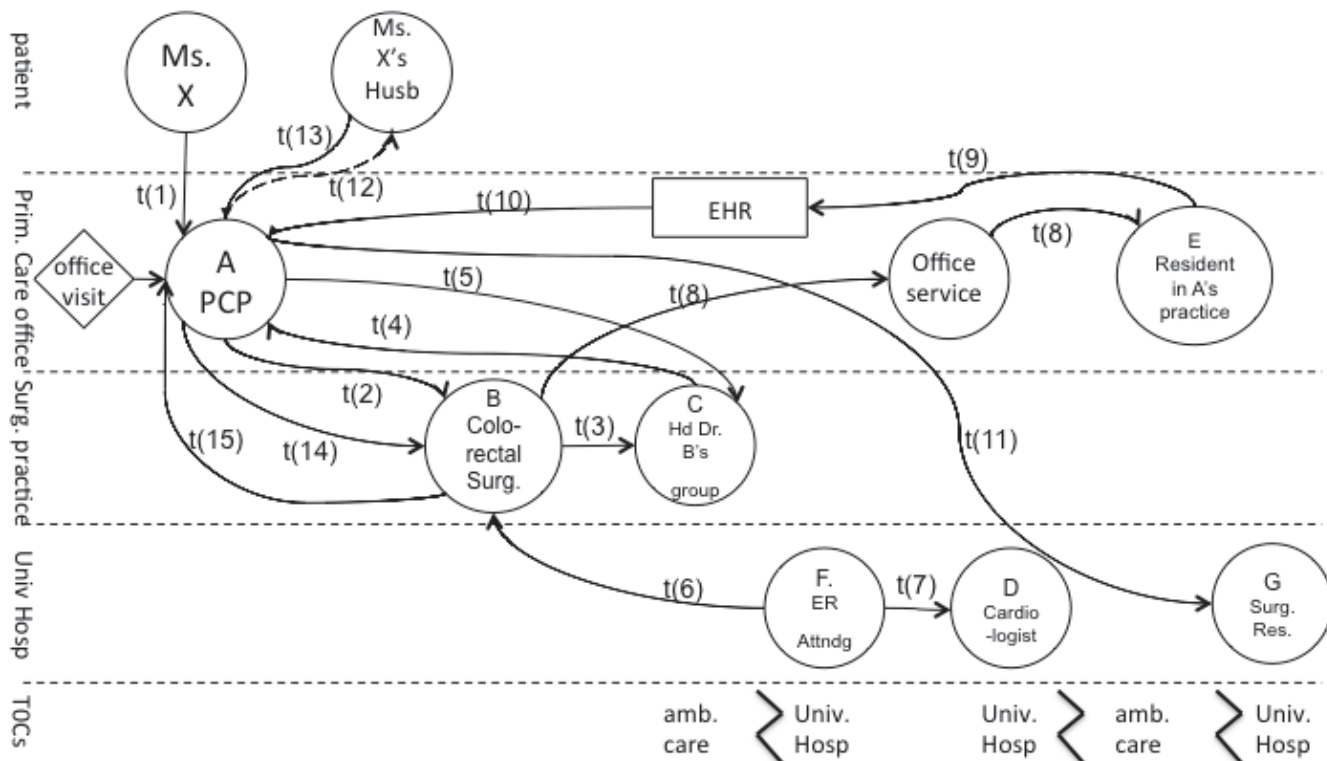 patient
Ms.
X
Ms.
X's
Husb
t(13)
t(12)
t(1)
t(9)
Prim. Care office
office
visit
A
PCP
t(10)
EHR
Office
service
t(8)
E
Resident
in A's
practice
t(5)
t(8)
t(4)
t(2)
Surg. practice
t(15)
t(14)
B
Colo-
rectal
Surg.
t(3)
C
Hd Dr.
B's
group
t(11)
Univ Hosp
t(6)
F.
ER
Attndg
t(7)
D
Cardio
-logist
G
Surg.
Res.
TOCs
amb.
care
Univ.
Hosp
Univ.
Hosp
amb.
care
Univ.
Hosp